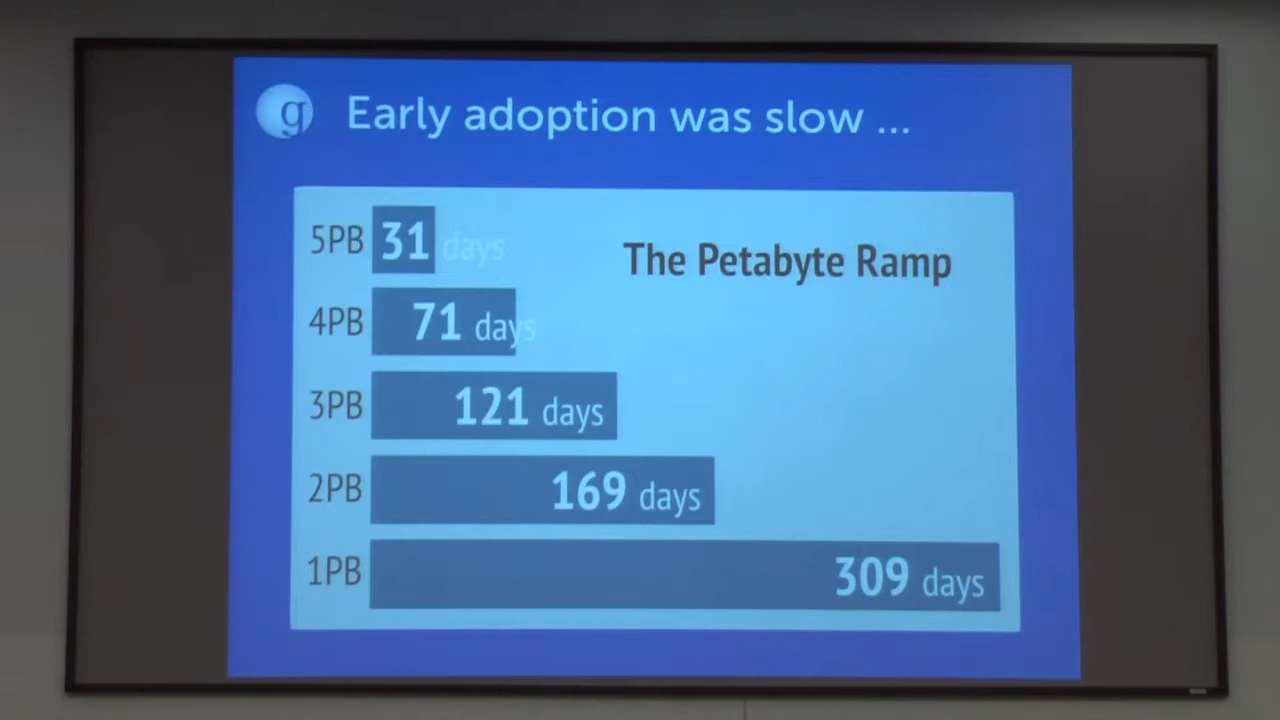 g Early adoption was slow ...
The Petabyte Ramp
5PB 31 days
4PB 71 days
3PB 121 days
2PB 169 days
1PB 309 days